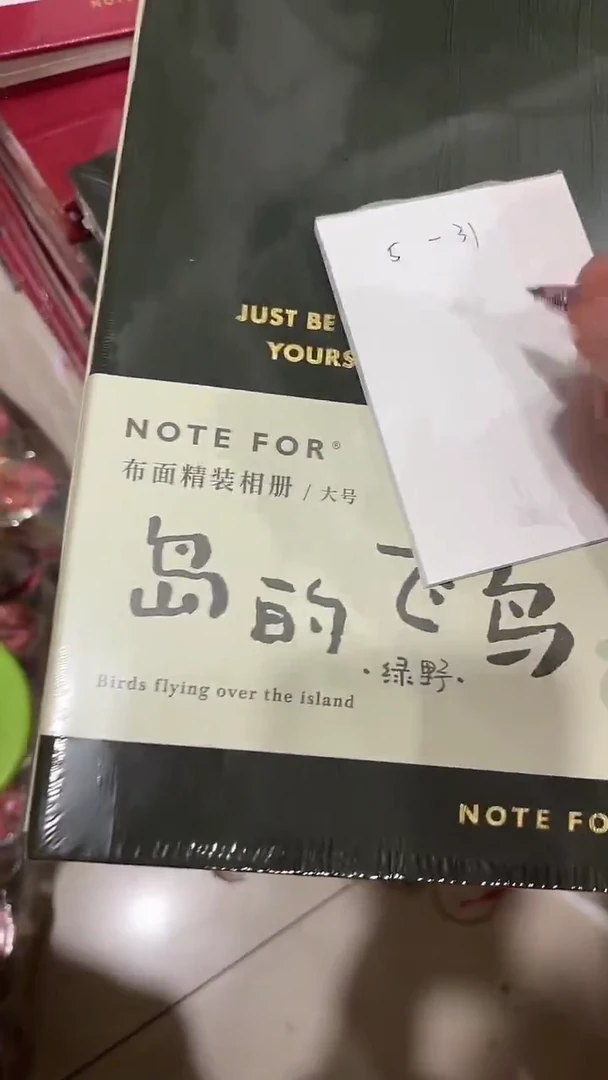 5 - 31
JUST BE
YOURS
NOTE FOR®
布面精装相册 / 大号
岛的飞鸟
·绿野·
Birds flying over the island
NOTE FO